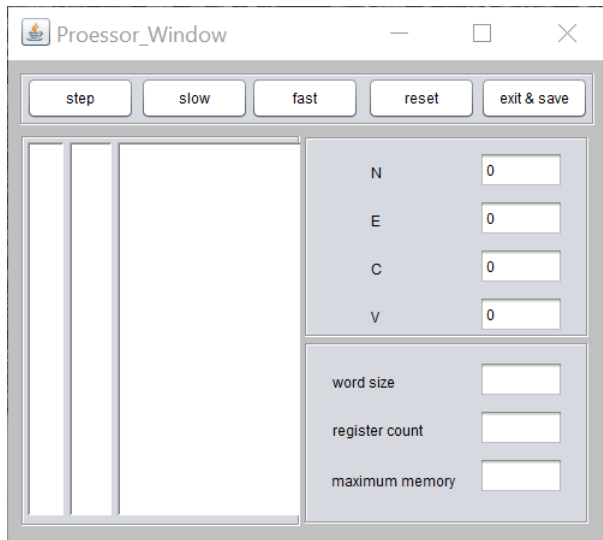 Proessor_Window
step slow fast reset exit & save
N 0
E 0
C 0
V 0
word size
register count
maximum memory